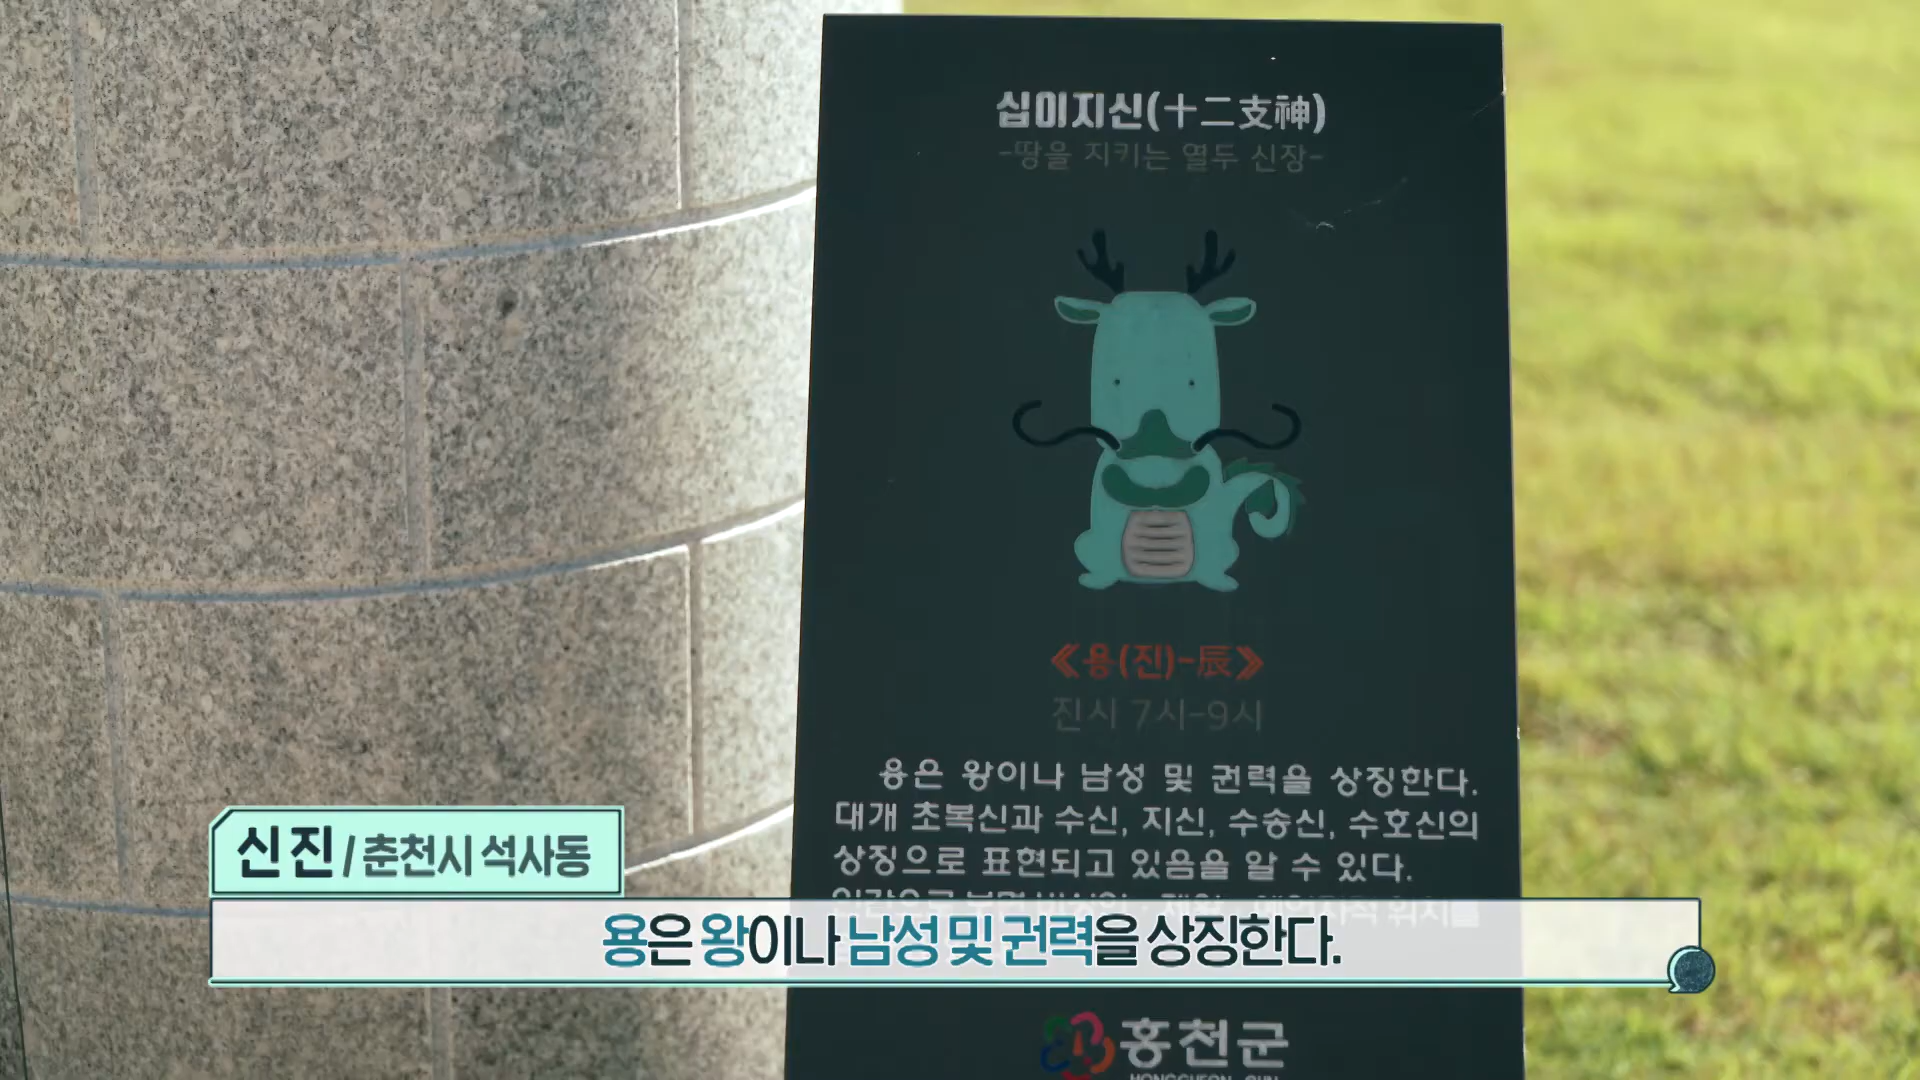 십이지신(十二支神)
-땅을 지키는 열두 신장-
《용(진)-辰》
진시 7시-9시
용은 왕이나 남성 및 권력을 상징한다.
대개 초복신과 수신, 지신, 수송신, 수호신의
상징으로 표현되고 있음을 알 수 있다.
신진 / 춘천시 석사동
용은 왕이나 남성 및 권력을 상징한다.
홍천군